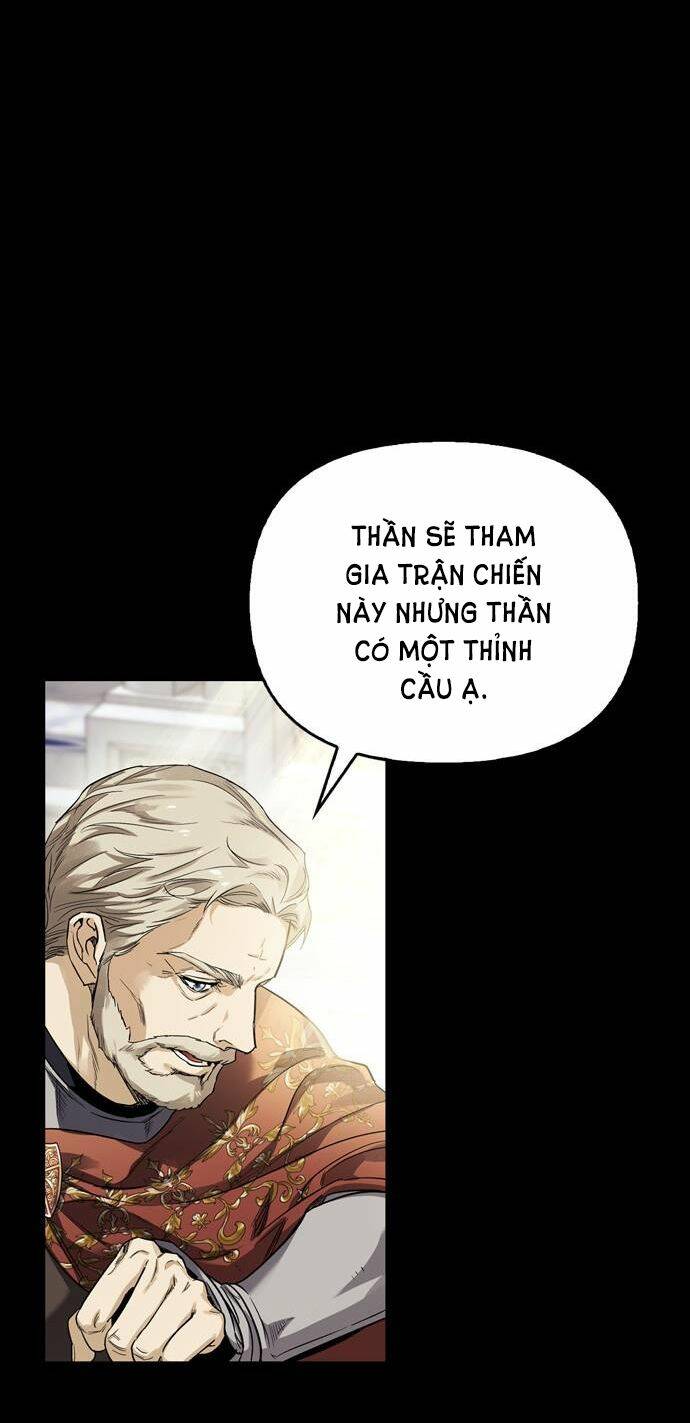 THẦN SẼ THAM
GIA TRẬN CHIẾN
NÀY NHƯNG THẦN
CÓ MỘT THỈNH
CẦU Ạ.